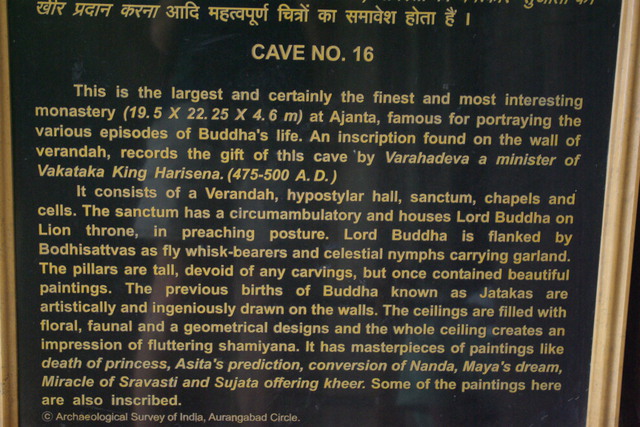 खीर प्रदान करना आदि महत्वपूर्ण चित्रों का समावेश होता हैं ।
CAVE NO. 16
This is the largest and certainly the finest and most interesting
monastery (19.5 X 22.25 X 4.6 m) at Ajanta, famous for portraying the
various episodes of Buddha's life. An inscription found on the wall of
verandah, records the gift of this cave by Varahadeva a minister of
Vakataka King Harisena. (475-500 A.D.)
It consists of a Verandah, hypostylar hall, sanctum, chapels and
cells. The sanctum has a circumambulatory and houses Lord Buddha on
Lion throne, in preaching posture. Lord Buddha is flanked by
Bodhisattvas as fly whisk-bearers and celestial nymphs carrying garland.
The pillars are tall, devoid of any carvings, but once contained beautiful
paintings. The previous births of Buddha known as Jatakas are
artistically and ingeniously drawn on the walls. The ceilings are filled with
floral, faunal and a geometrical designs and the whole ceiling creates an
impression of fluttering shamiyana. It has masterpieces of paintings like
death of princess, Asita's prediction, conversion of Nanda, Maya's dream,
Miracle of Sravasti and Sujata offering kheer. Some of the paintings here
are also inscribed.
© Archaeological Survey of India, Aurangabad Circle.